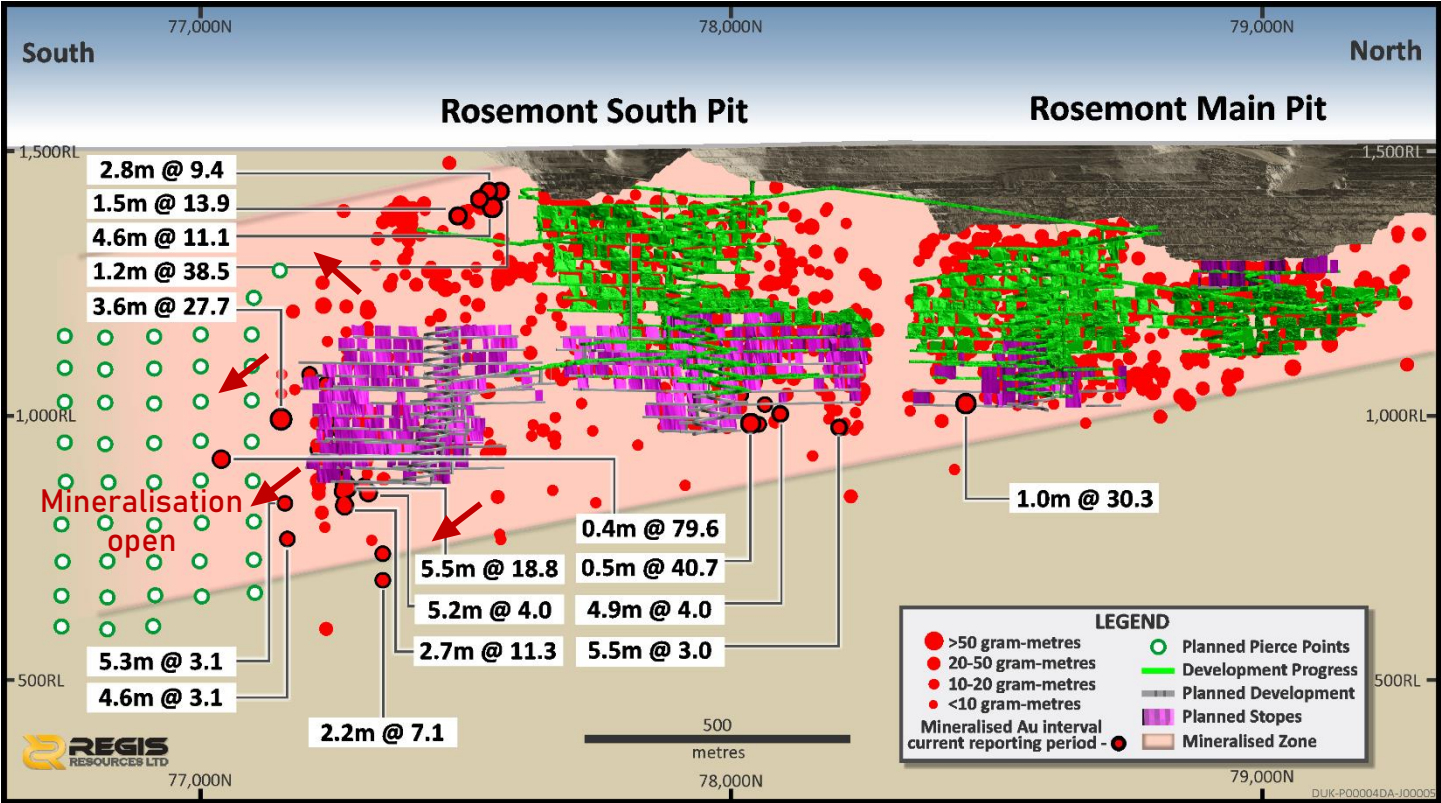 77,000N
78,000N
79,000N
South
North
Rosemont South Pit
Rosemont Main Pit
1,500RL
1,500RL
2.8m @ 9.4
1.5m @ 13.9
4.6m @ 11.1
1.2m @ 38.5
3.6m @ 27.7
1,000RL
1,000RL
Mineralisation
open
1.0m @ 30.3
0.4m @ 79.6
5.5m @ 18.8
0.5m @ 40.7
5.2m @ 4.0
4.9m @ 4.0
2.7m @ 11.3
5.5m @ 3.0
5.3m @ 3.1
4.6m @ 3.1
2.2m @ 7.1
500RL
500RL
LEGEND
>50 gram-metres
20-50 gram-metres
10-20 gram-metres
<10 gram-metres
Mineralised Au interval
current reporting period -
Planned Pierce Points
Development Progress
Planned Development
Planned Stopes
Mineralised Zone
500
metres
REGIS
RESOURCES LTD
77,000N
78,000N
79,000N
DUK-P00004DA-J00005